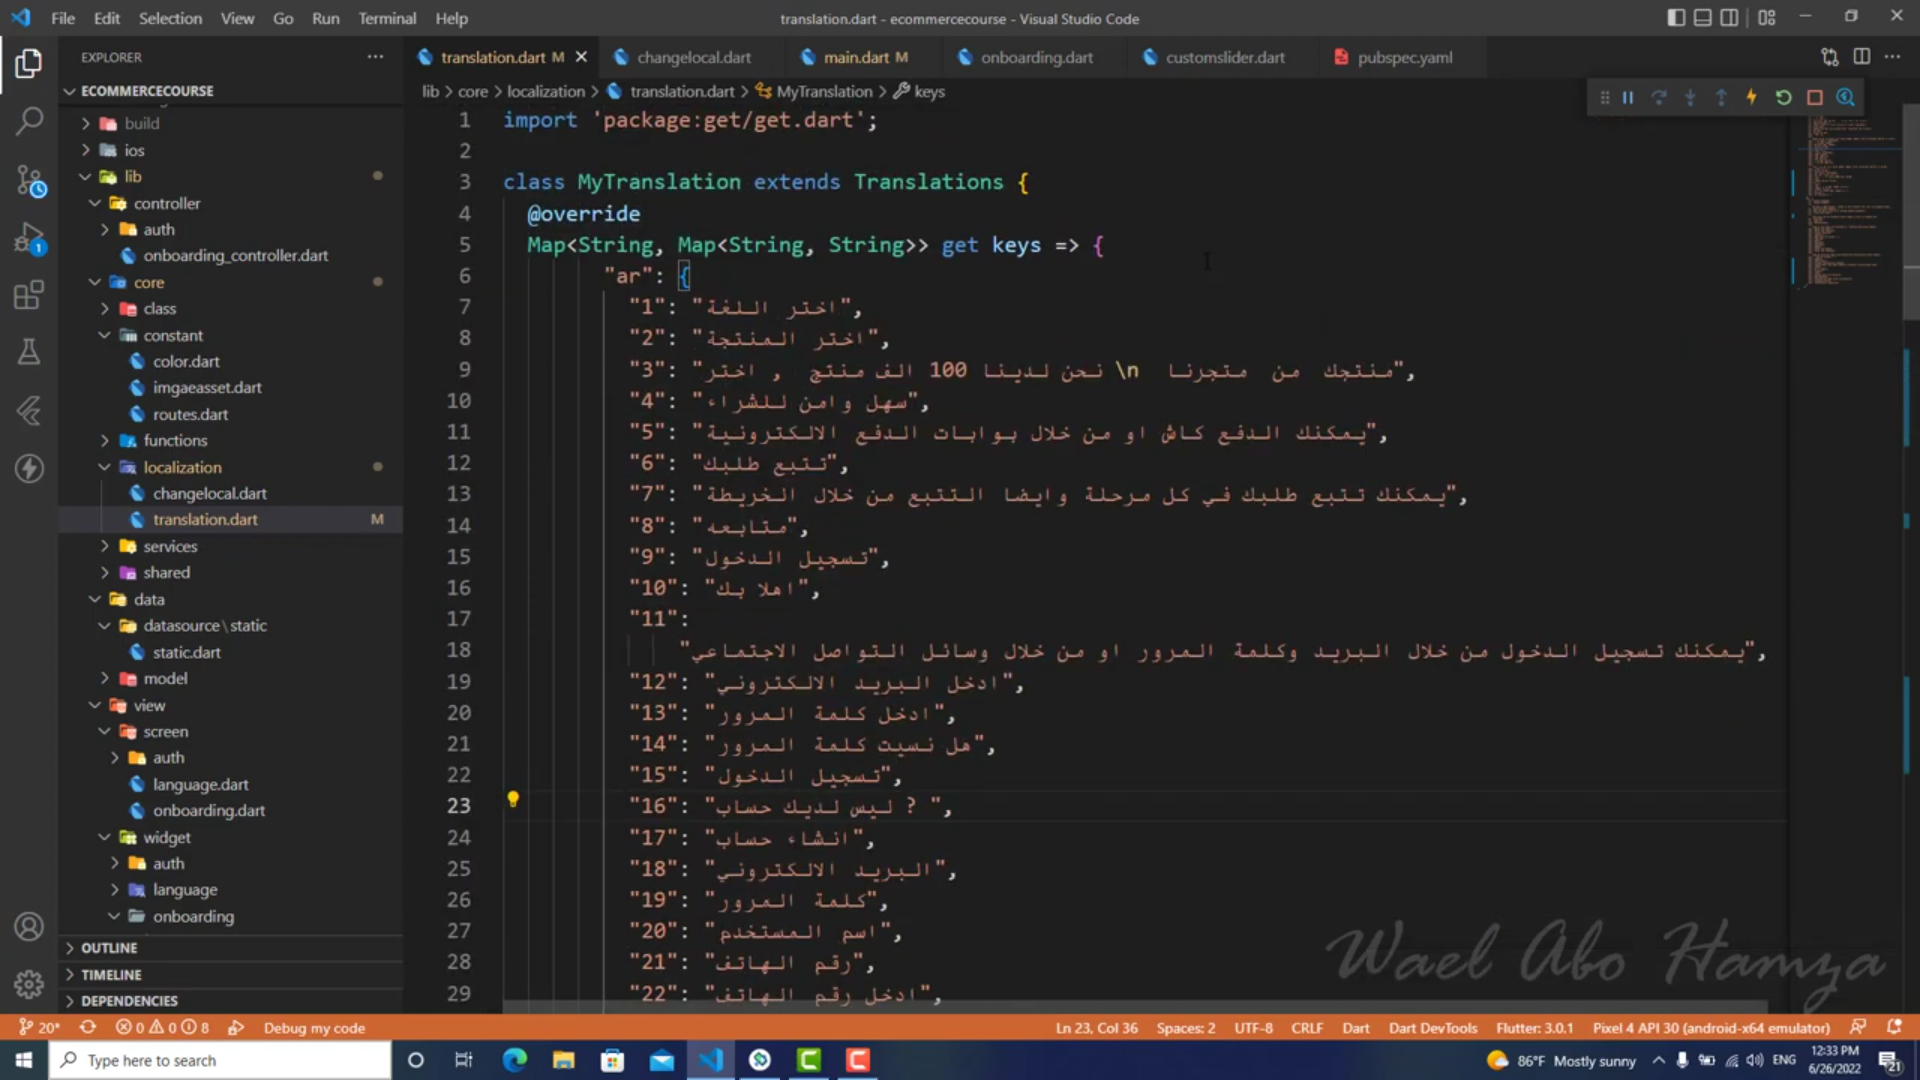 File Edit Selection View Go Run Terminal Help
translation.dart - ecommercecourse - Visual Studio Code
EXPLORER
translation.dart M
changelocal.dart
main.dart M
onboarding.dart
customslider.dart
pubspec.yaml
ECOMMERCECOURSE
build
ios
lib
controller
auth
onboarding_controller.dart
core
class
constant
color.dart
imgaeasset.dart
routes.dart
functions
localization
changelocal.dart
translation.dart M
services
shared
data
datasource\static
static.dart
model
view
screen
auth
language.dart
onboarding.dart
widget
auth
language
onboarding
OUTLINE
TIMELINE
DEPENDENCIES
lib > core > localization > translation.dart > MyTranslation > keys
1 import 'package:get/get.dart';
2
3 class MyTranslation extends Translations {
4 @override
5 Map<String, Map<String, String>> get keys => {
6 "ar": {
7 "1": "اختر اللغة",
8 "2": "اختر المنتجة",
9 "3": "نحن لدينا 100 الف منتج , اختر \n منتجك من متجرنا",
10 "4": "سهل وامن للشراء",
11 "5": "يمكنك الدفع كاش او من خلال بوابات الدفع الالكترونية",
12 "6": "تتبع طلبك",
13 "7": "يمكنك تتبع طلبك في كل مرحلة وايضا التتبع من خلال الخريطة",
14 "8": "متابعه",
15 "9": "تسجيل الدخول",
16 "10": "اهلا بك",
17 "11":
18 "يمكنك تسجيل الدخول من خلال البريد وكلمة المرور او من خلال وسائل التواصل الاجتماعي",
19 "12": "ادخل البريد الالكتروني",
20 "13": "ادخل كلمة المرور",
21 "14": "هل نسيت كلمة المرور",
22 "15": "تسجيل الدخول",
23 "16": "ليس لديك حساب ? ",
24 "17": "انشاء حساب",
25 "18": "البريد الالكتروني",
26 "19": "كلمة المرور",
27 "20": "اسم المستخدم",
28 "21": "رقم الهاتف",
29 "22": "ادخل رقم الهاتف",
Wael Abo Hamza
20* 0 0 8 Debug my code
Ln 23, Col 36 Spaces: 2 UTF-8 CRLF Dart Dart DevTools Flutter: 3.0.1 Pixel 4 API 30 (android-x64 emulator)
Type here to search
86°F Mostly sunny
ENG
12:33 PM
6/26/2022
21